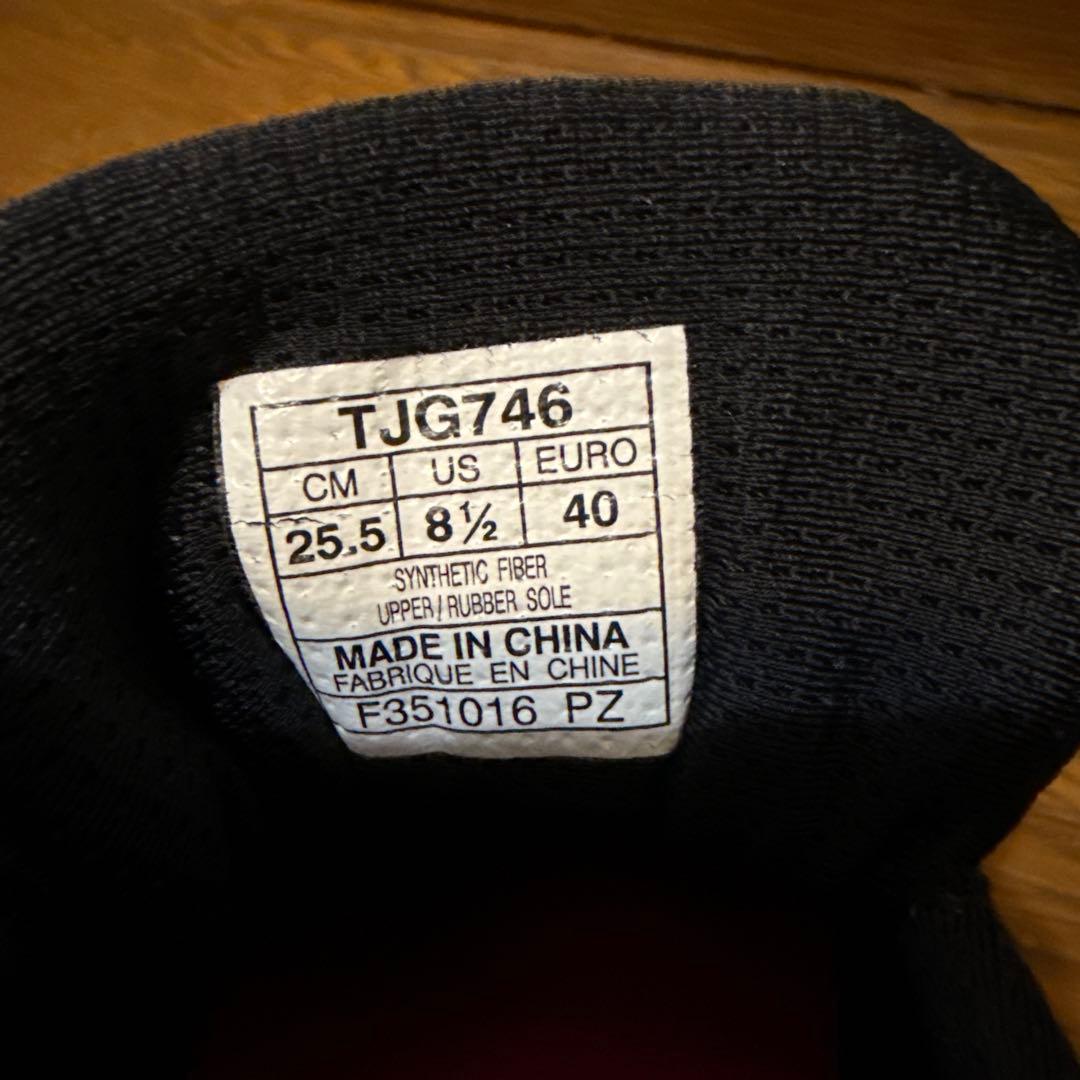 TJG746
CM US EURO
25.5 8½ 40
SYNTHETIC FIBER
UPPER/RUBBER SOLE
MADE IN CHINA
FABRIQUE EN CHINE
F351016 PZ